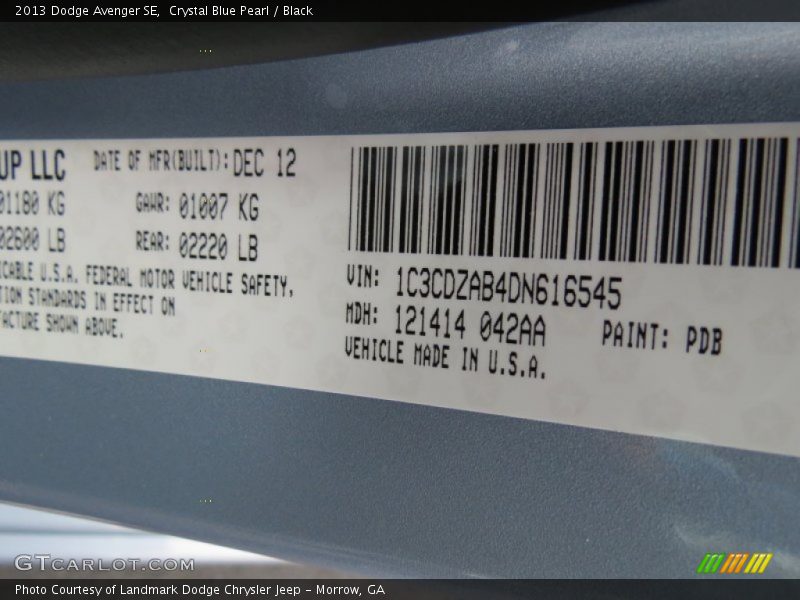 2013 Dodge Avenger SE,  Crystal Blue Pearl / Black
UP LLC DATE OF MFR(BUILT): DEC 12
01180 KG GAWR: 01007 KG
02600 LB REAR: 02220 LB
ICABLE U.S.A. FEDERAL MOTOR VEHICLE SAFETY,
TION STANDARDS IN EFFECT ON
FACTURE SHOWN ABOVE.
VIN: 1C3CDZAB4DN616545
MDH: 121414 042AA PAINT: PDB
VEHICLE MADE IN U.S.A.
GTCARLOT.COM
Photo Courtesy of Landmark Dodge Chrysler Jeep – Morrow, GA